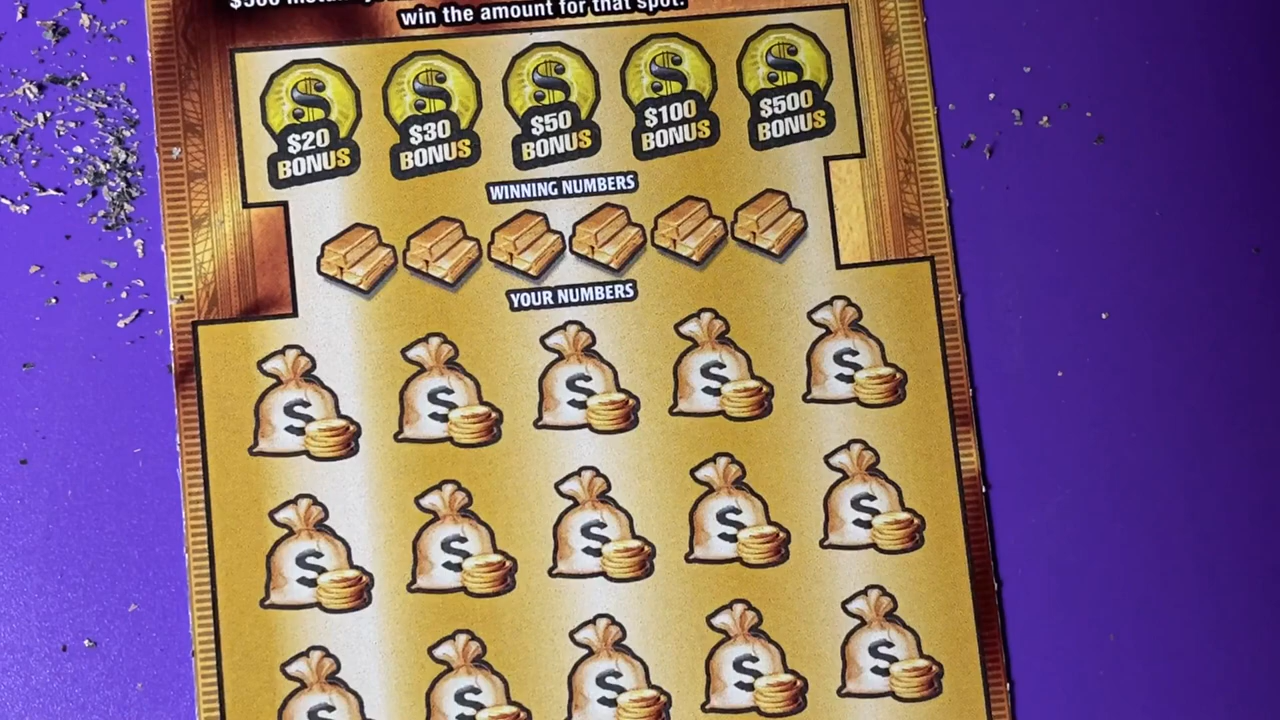 win the amount for that spot.
$20 BONUS
$30 BONUS
$50 BONUS
$100 BONUS
$500 BONUS
WINNING NUMBERS
YOUR NUMBERS